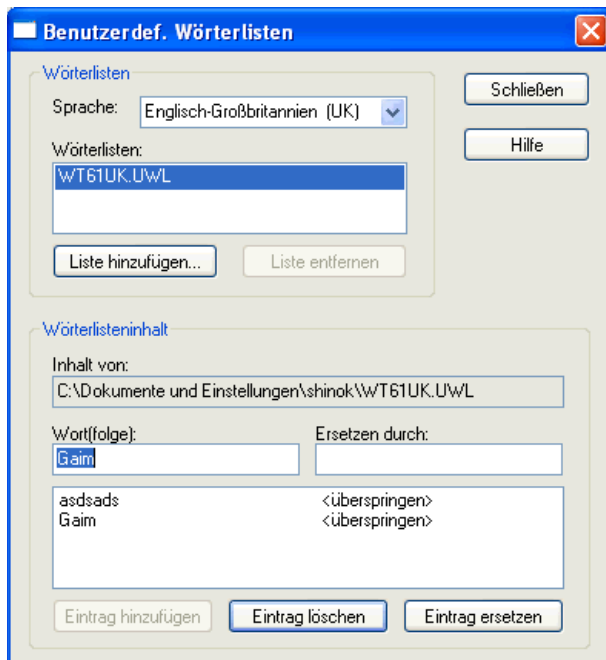 Benutzerdef. Wörterlisten
Wörterlisten
Sprache: Englisch-Großbritannien (UK)
Schließen
Wörterlisten:
Hilfe
WT61UK.UWL
Liste hinzufügen... Liste entfernen
Wörterlisteninhalt
Inhalt von:
C:\Dokumente und Einstellungen\shinok\WT61UK.UWL
Wort(folge): Ersetzen durch:
Gaim
asdsads <überspringen>
Gaim <überspringen>
Eintrag hinzufügen Eintrag löschen Eintrag ersetzen